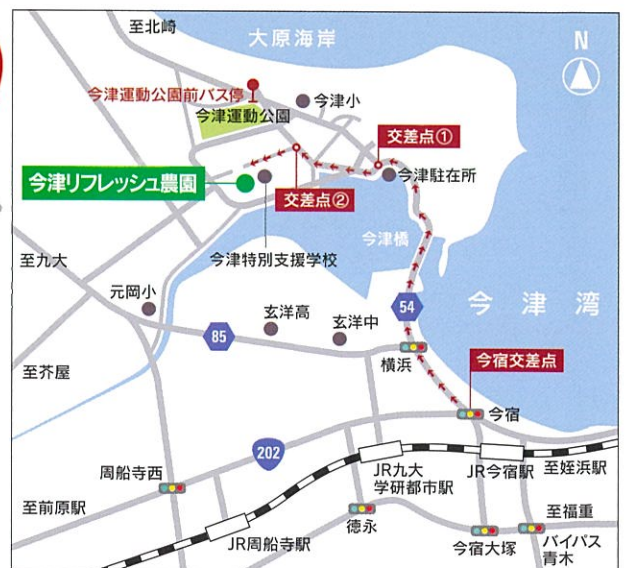 至北崎
大原海岸
N
今津運動公園前バス停
今津小
今津運動公園
交差点①
今津リフレッシュ農園
今津駐在所
交差点②
今津橋
至九大
今津特別支援学校
今津湾
元岡小
玄洋高
玄洋中
54
85
横浜
今宿交差点
至芥屋
今宿
202
周船寺西
JR九大
学研都市駅
JR今宿駅
至姪浜駅
至前原駅
徳永
至福重
JR周船寺駅
今宿大塚
バイパス
青木